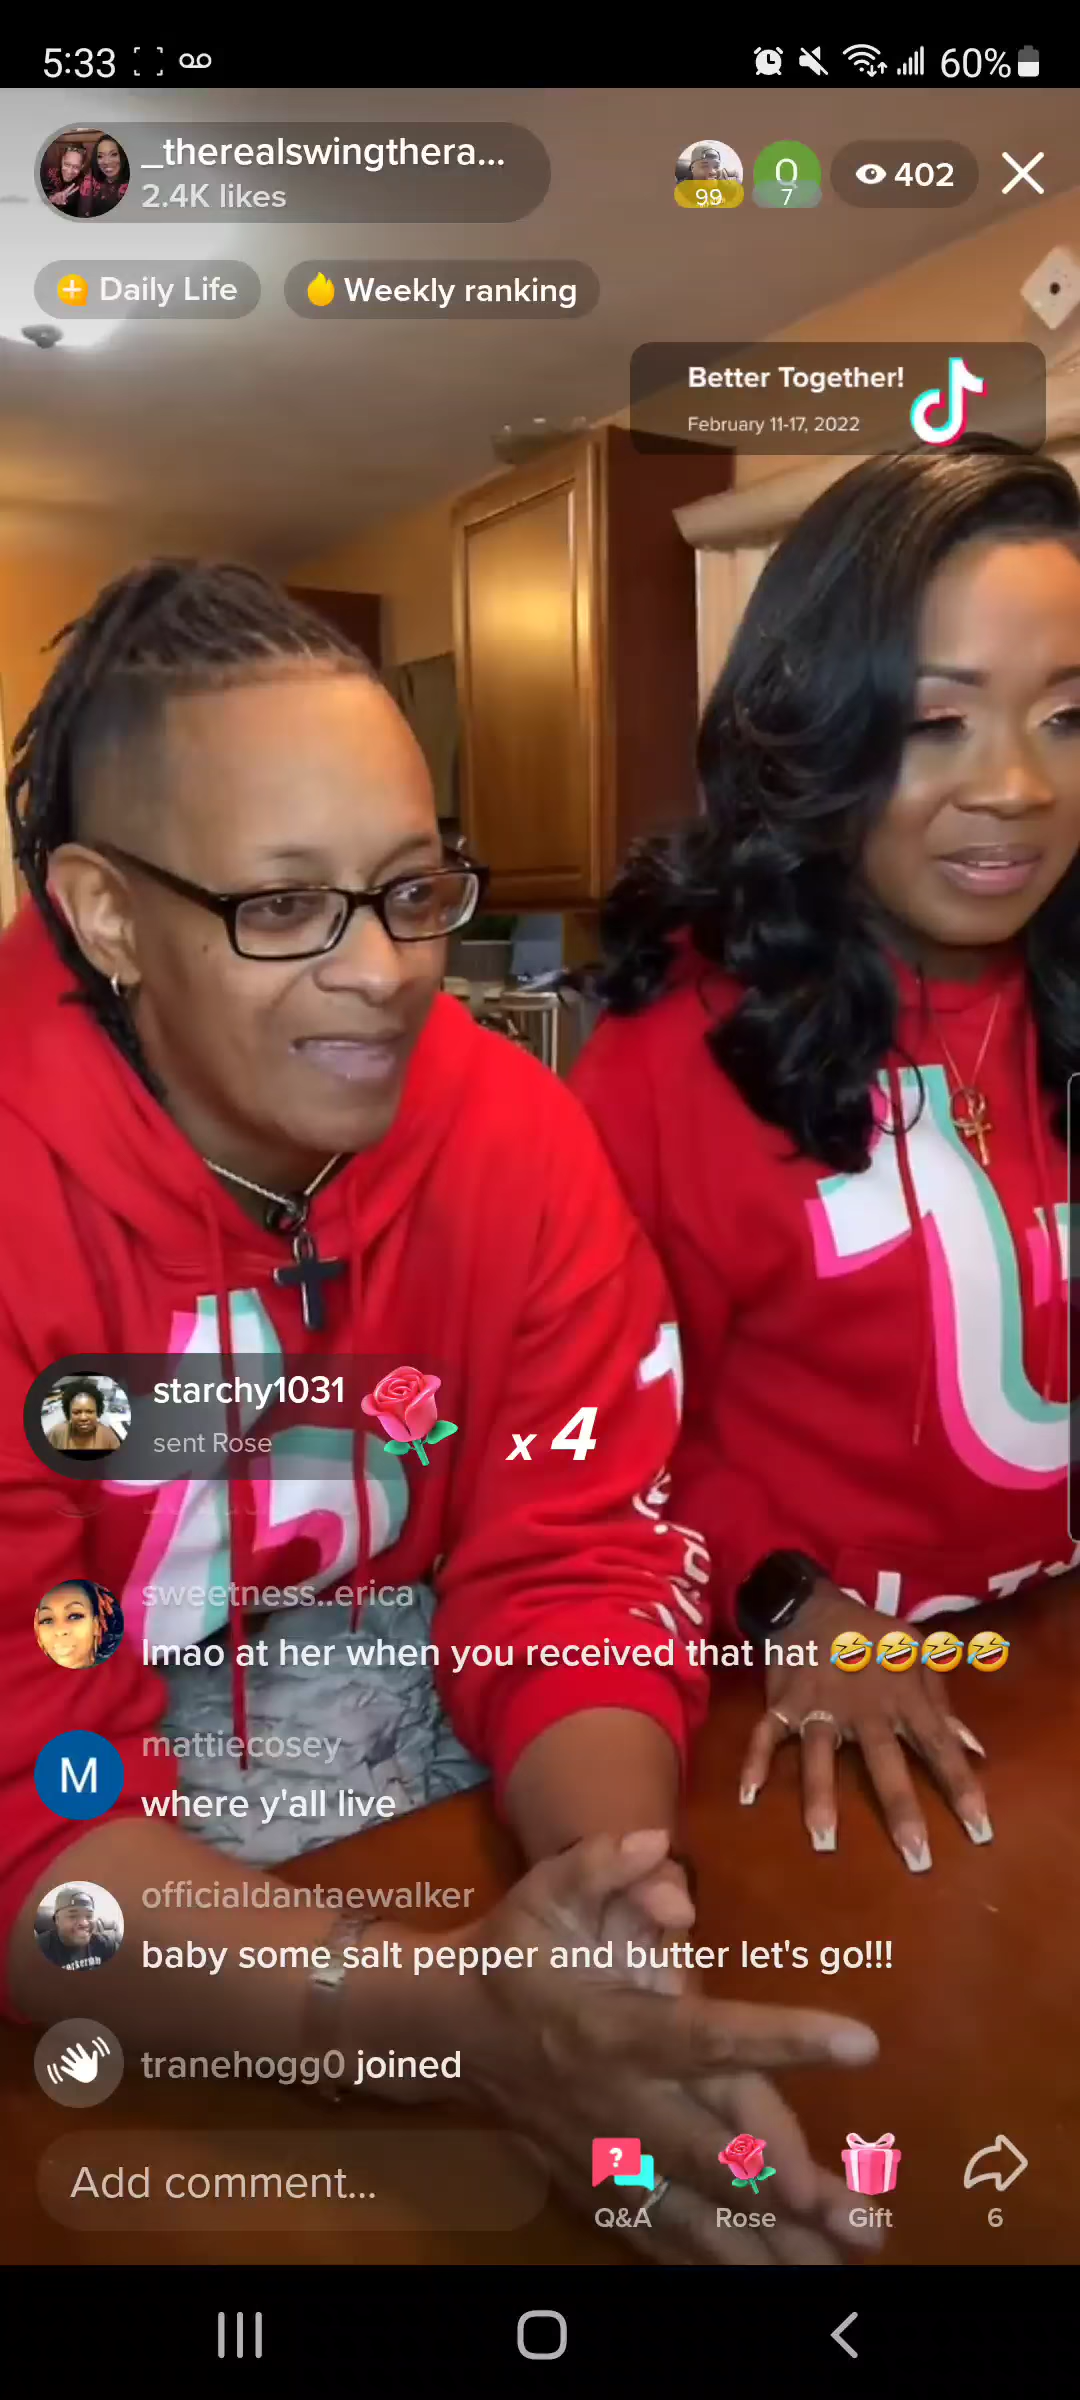 5:33
60%
_therealswingthera...
2.4K likes
99
0
7
402
Daily Life
Weekly ranking
Better Together!
February 11-17, 2022
starchy1031
sent Rose
x 4
sweetness..erica
lmao at her when you received that hat 🤣🤣🤣🤣
M
mattiecosey
where y'all live
officialdantaewalker
baby some salt pepper and butter let's go!!!
tranehogg0 joined
Add comment...
?
Q&A
Rose
Gift
6